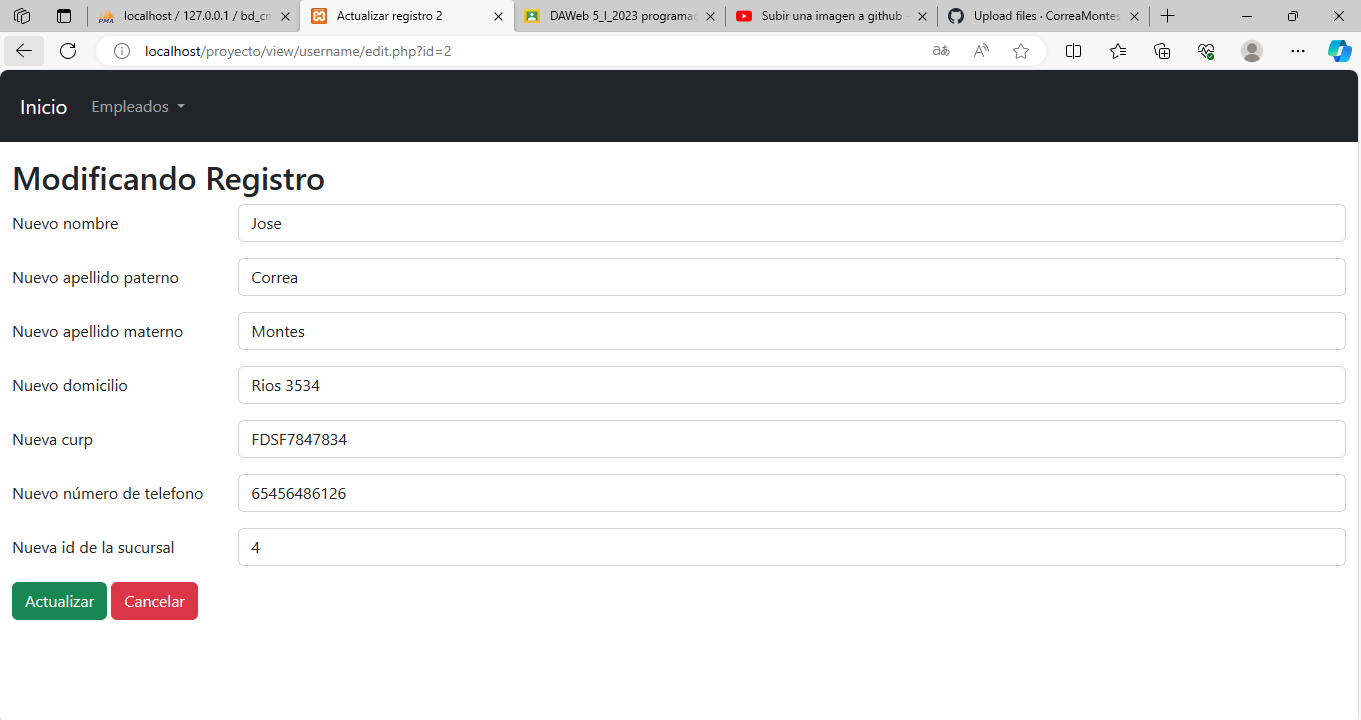 localhost / 127.0.0.1 / bd_cn
Actualizar registro 2
DAWeb 5_I_2023 programac
Subir una imagen a github -
Upload files · CorreaMontes
localhost/proyecto/view/username/edit.php?id=2
Inicio Empleados
Modificando Registro
Nuevo nombre Jose
Nuevo apellido paterno Correa
Nuevo apellido materno Montes
Nuevo domicilio Rios 3534
Nueva curp FDSF7847834
Nuevo número de telefono 65456486126
Nueva id de la sucursal 4
Actualizar Cancelar